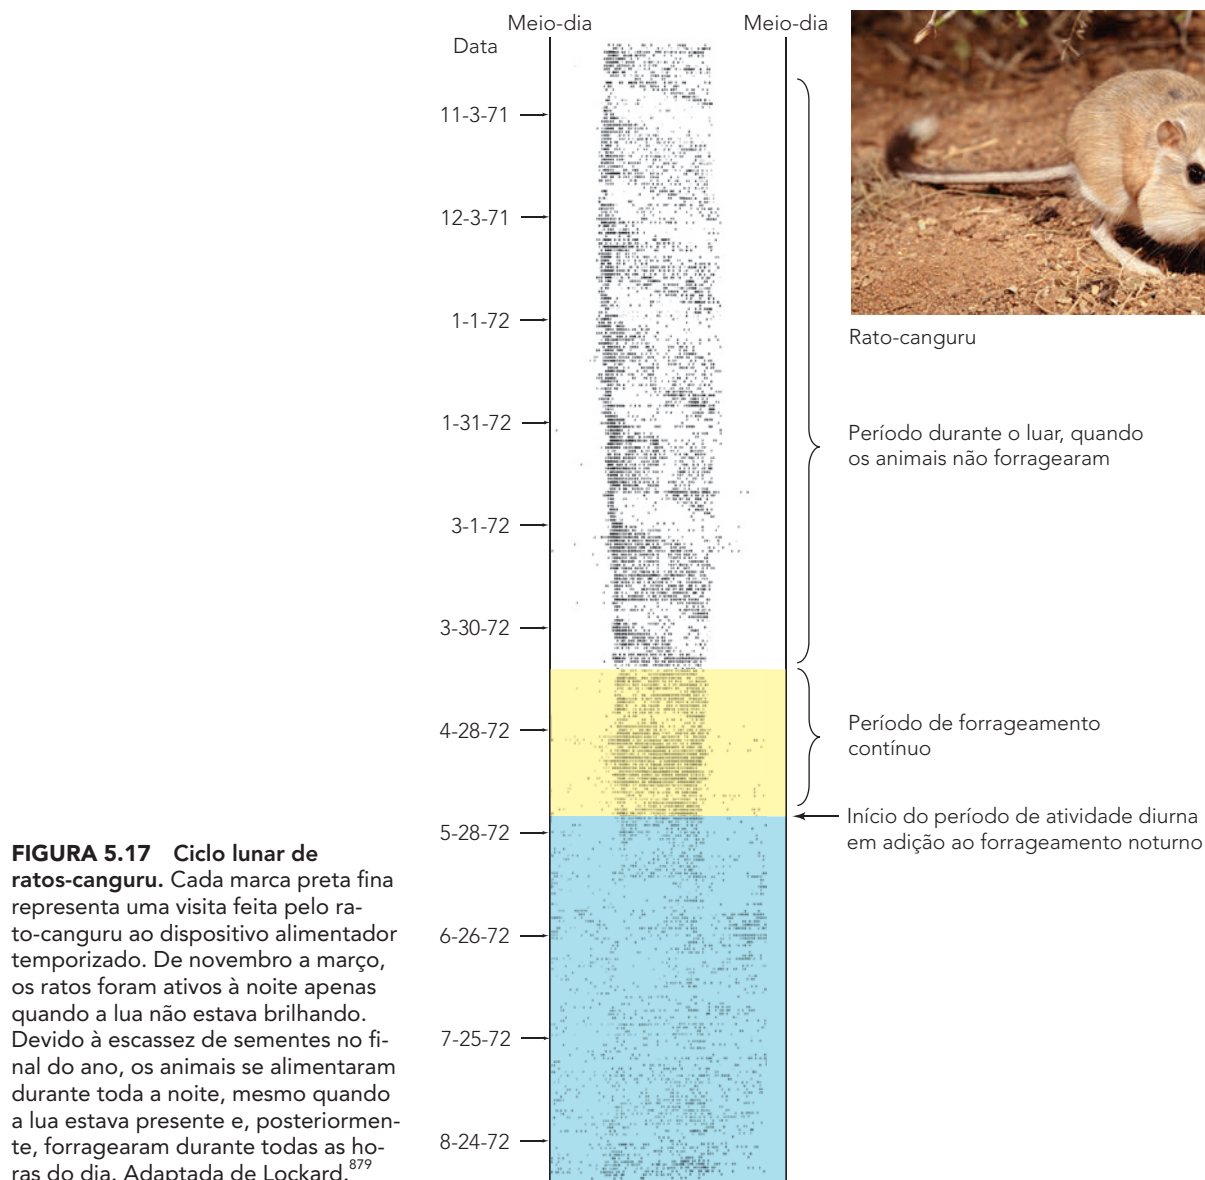 Meio-dia
Meio-dia
Data
11-3-71
12-3-71
1-1-72
1-31-72
3-1-72
3-30-72
4-28-72
5-28-72
6-26-72
7-25-72
8-24-72
Rato-canguru
Período durante o luar, quando
os animais não forragearam
Período de forrageamento
contínuo
Início do período de atividade diurna
em adição ao forrageamento noturno
FIGURA 5.17 Ciclo lunar de
ratos-canguru. Cada marca preta fina
representa uma visita feita pelo ra-
to-canguru ao dispositivo alimentador
temporizado. De novembro a março,
os ratos foram ativos à noite apenas
quando a lua não estava brilhando.
Devido à escassez de sementes no fi-
nal do ano, os animais se alimentaram
durante toda a noite, mesmo quando
a lua estava presente e, posteriormen-
te, forragearam durante todas as ho-
ras do dia. Adaptada de Lockard.879